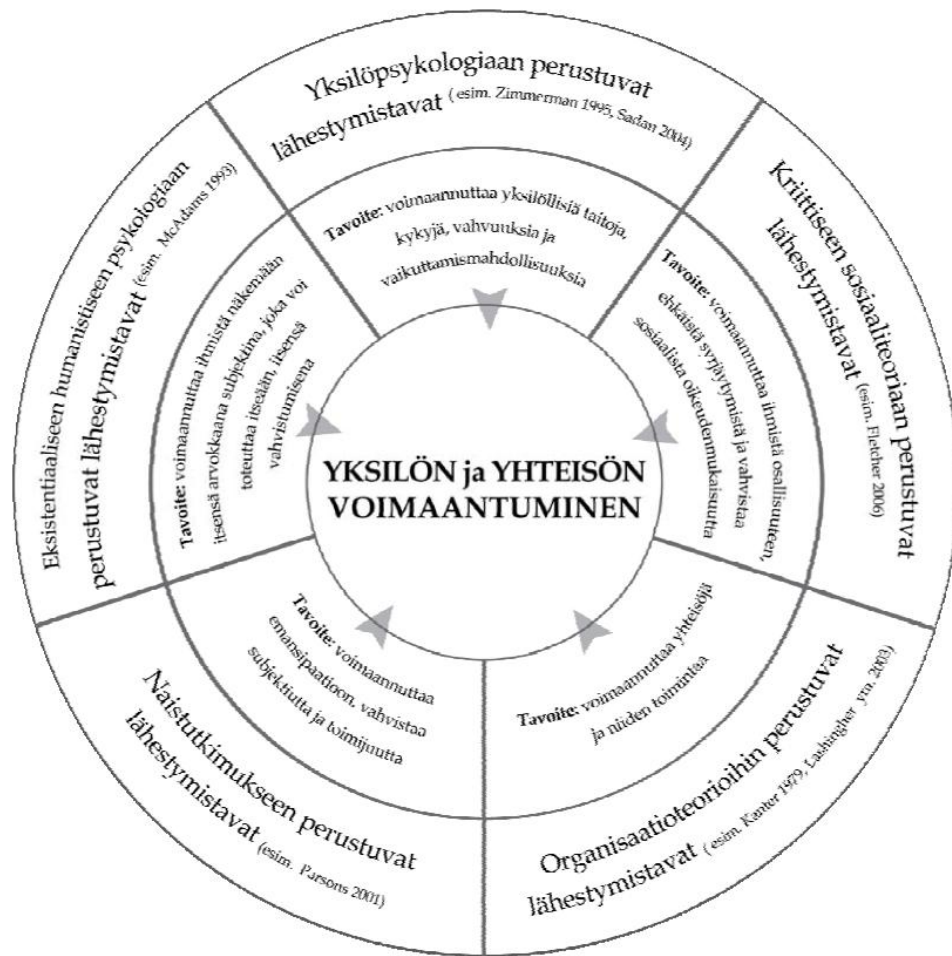 Yksilöpsykologiaan perustuvat
lähestymistavat (esim. Zimmerman 1995, Sadan 2004)
Tavoite: voimaannuttaa yksilöllisiä taitoja,
kykyjä, vahvuuksia ja
vaikuttamismahdollisuuksia
Kriittiseen sosiaaliteoriaan perustuvat
lähestymistavat (esim. Fletcher 2006)
Tavoite: voimaannuttaa ihmistä osallisuuteen,
ehkäistä syrjäytymistä ja vahvistaa
sosiaalista oikeudenmukaisuutta
Organisaatioteorioihin perustuvat
lähestymistavat (esim. Kanter 1979, Lashingher ym. 2003)
Tavoite: voimaannuttaa yhteisöjä
ja niiden toimintaa
Naistutkimukseen perustuvat
lähestymistavat (esim. Parsons 2001)
Tavoite: voimaannuttaa
emansipaatioon, vahvistaa
subjektiutta ja toimijuutta
Eksistentiaaliseen humanistiseen psykologiaan
perustuvat lähestymistavat (esim. McAdams 1993)
Tavoite: voimaannuttaa ihmistä näkemään
itsensä arvokkaana subjektina, joka voi
toteuttaa itseään, itsensä
vahvistumisena
YKSILÖN ja YHTEISÖN
VOIMAANTUMINEN